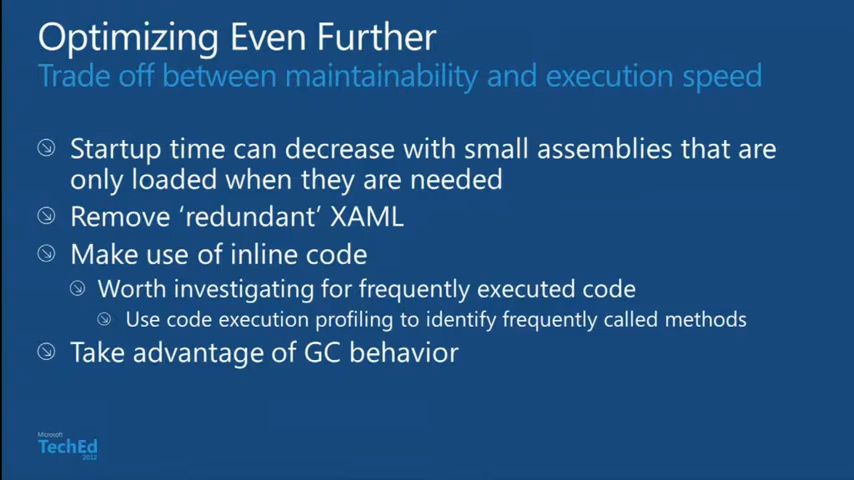 Optimizing Even Further
Trade off between maintainability and execution speed
Startup time can decrease with small assemblies that are
only loaded when they are needed
Remove ‘redundant’ XAML
Make use of inline code
Worth investigating for frequently executed code
Use code execution profiling to identify frequently called methods
Take advantage of GC behavior
Microsoft
TechEd
2012